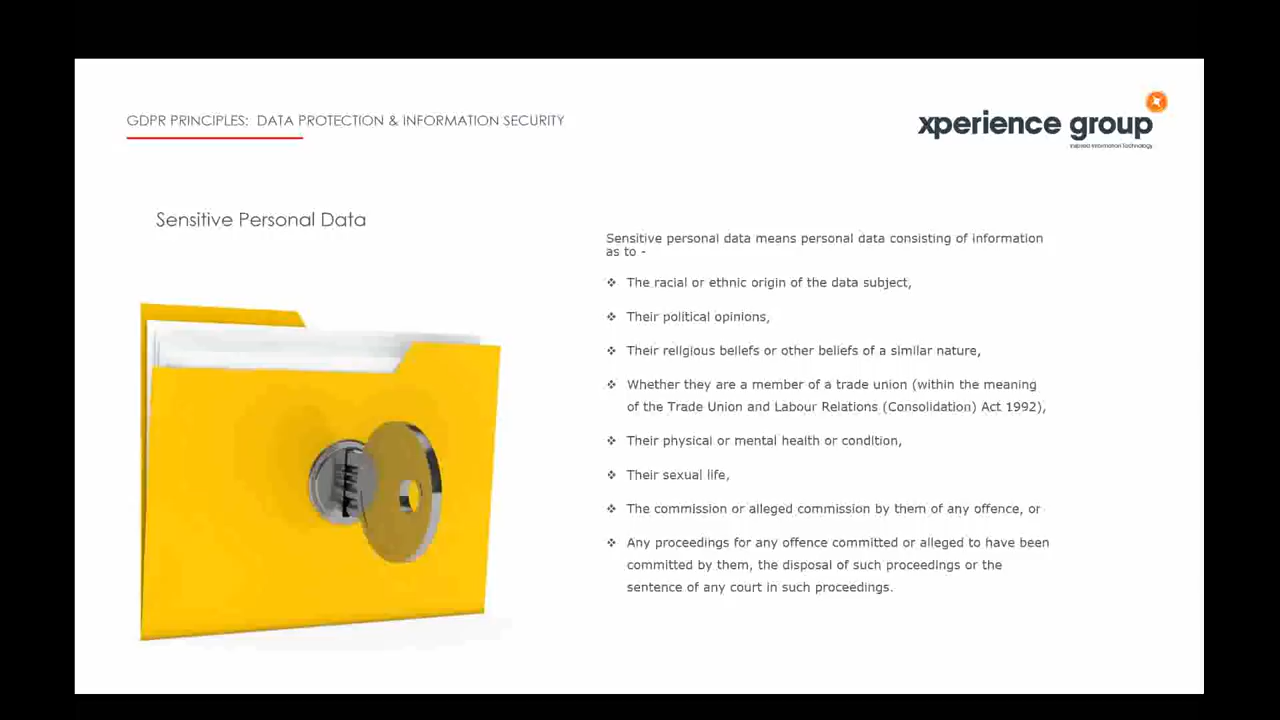 GDPR PRINCIPLES: DATA PROTECTION & INFORMATION SECURITY
xperience group
Inspired Information Technology
Sensitive Personal Data
Sensitive personal data means personal data consisting of information
as to -
❖ The racial or ethnic origin of the data subject,
❖ Their political opinions,
❖ Their religious beliefs or other beliefs of a similar nature,
❖ Whether they are a member of a trade union (within the meaning
of the Trade Union and Labour Relations (Consolidation) Act 1992),
❖ Their physical or mental health or condition,
❖ Their sexual life,
❖ The commission or alleged commission by them of any offence, or
❖ Any proceedings for any offence committed or alleged to have been
committed by them, the disposal of such proceedings or the
sentence of any court in such proceedings.